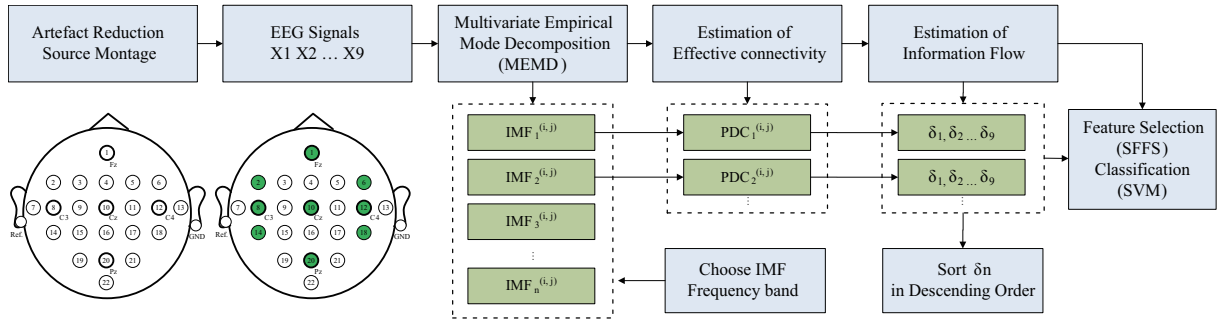 Artefact Reduction
Source Montage
EEG Signals
X1 X2 … X9
Multivariate Empirical
Mode Decomposition
(MEMD )
Estimation of
Effective connectivity
Estimation of
Information Flow
IMF₁⁽ⁱ, ʲ⁾
IMF₂⁽ⁱ, ʲ⁾
IMF₃⁽ⁱ, ʲ⁾
⋮
IMFₙ⁽ⁱ, ʲ⁾
PDC₁⁽ⁱ, ʲ⁾
PDC₂⁽ⁱ, ʲ⁾
⋮
δ₁, δ₂ ... δ₉
δ₁, δ₂ ... δ₉
⋮
Feature Selection
(SFFS)
Classification
(SVM)
Choose IMF
Frequency band
Sort δn
in Descending Order
1
Fz
2 3 4 5 6
7 8 9 10 11 12 13
C3 Cz C4
Ref. 14 15 16 17 18 GND
19 20 21
Pz
22
1
Fz
2 3 4 5 6
7 8 9 10 11 12 13
C3 Cz C4
Ref. 14 15 16 17 18 GND
19 20 21
Pz
22